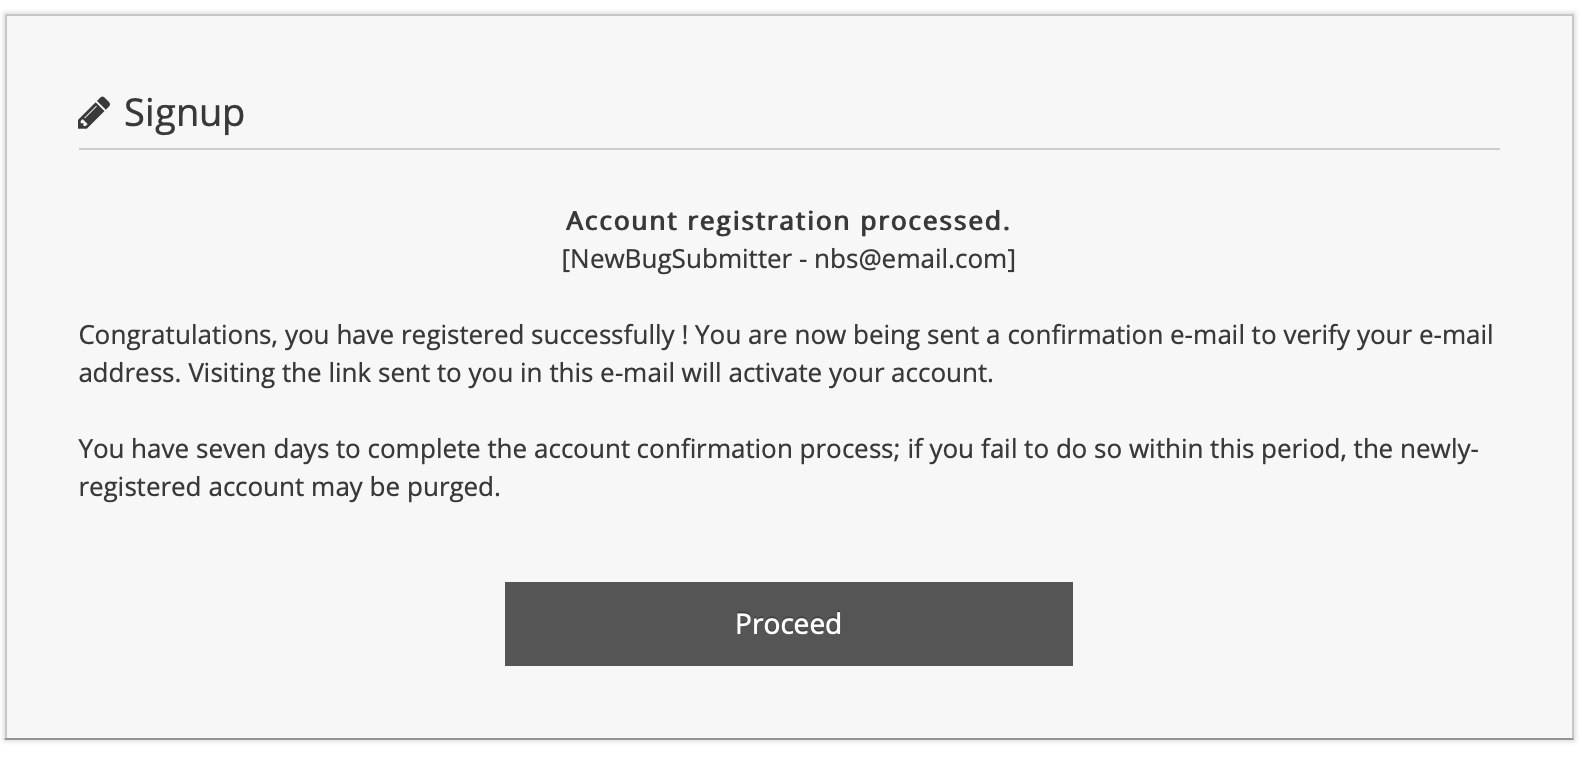 Signup
Account registration processed.
[NewBugSubmitter - nbs@email.com]
Congratulations, you have registered successfully ! You are now being sent a confirmation e-mail to verify your e-mail
address. Visiting the link sent to you in this e-mail will activate your account.
You have seven days to complete the account confirmation process; if you fail to do so within this period, the newly-
registered account may be purged.
Proceed